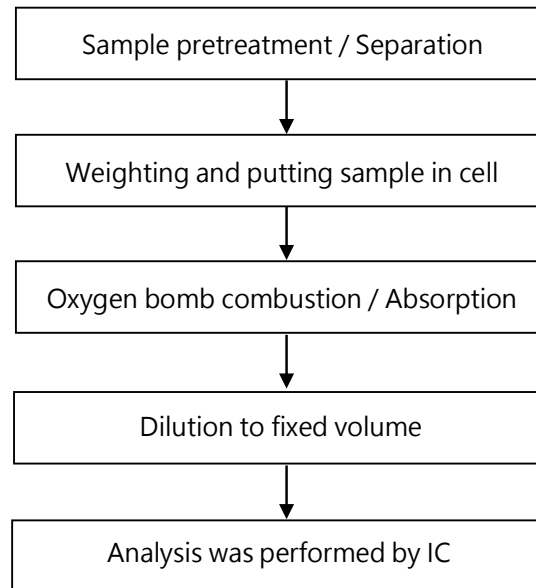 Sample pretreatment / Separation
Weighting and putting sample in cell
Oxygen bomb combustion / Absorption
Dilution to fixed volume
Analysis was performed by IC